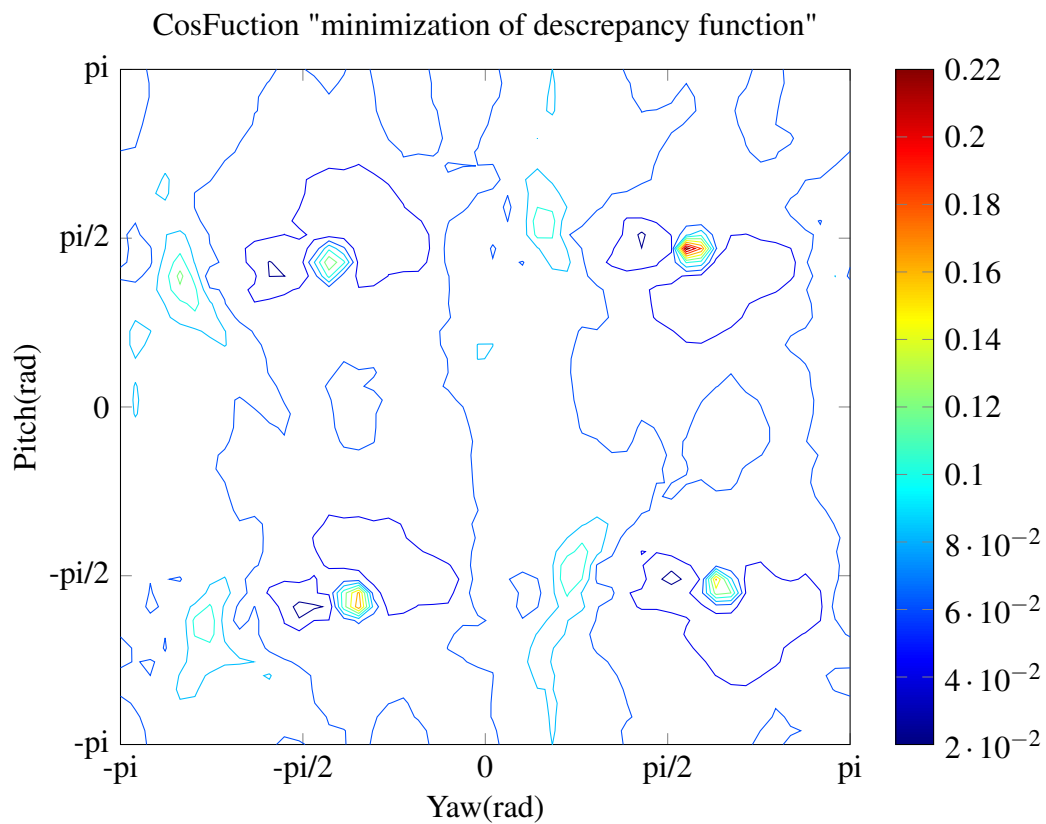 CosFuction "minimization of descrepancy function"
pi
pi/2
0
-pi/2
-pi
Pitch(rad)
-pi
-pi/2
0
pi/2
pi
Yaw(rad)
0.22
0.2
0.18
0.16
0.14
0.12
0.1
8·10⁻²
6·10⁻²
4·10⁻²
2·10⁻²